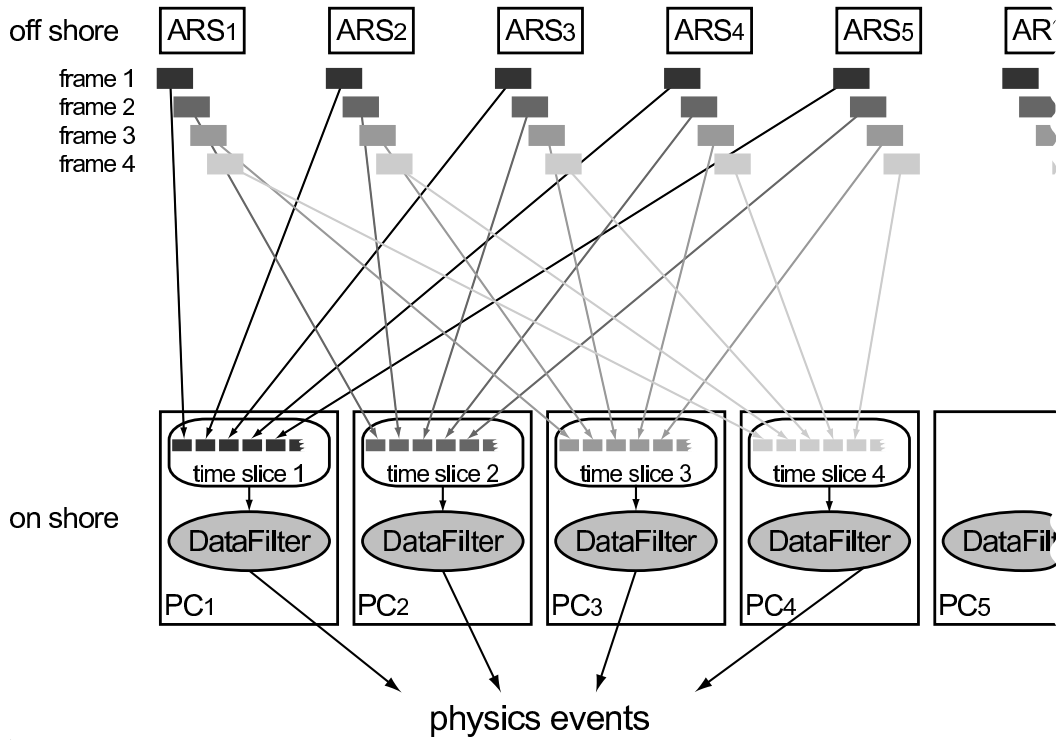 off shore ARS1 ARS2 ARS3 ARS4 ARS5
frame 1
frame 2
frame 3
frame 4
time slice 1 time slice 2 time slice 3 time slice 4
on shore DataFilter DataFilter DataFilter DataFilter
PC1 PC2 PC3 PC4 PC5
physics events